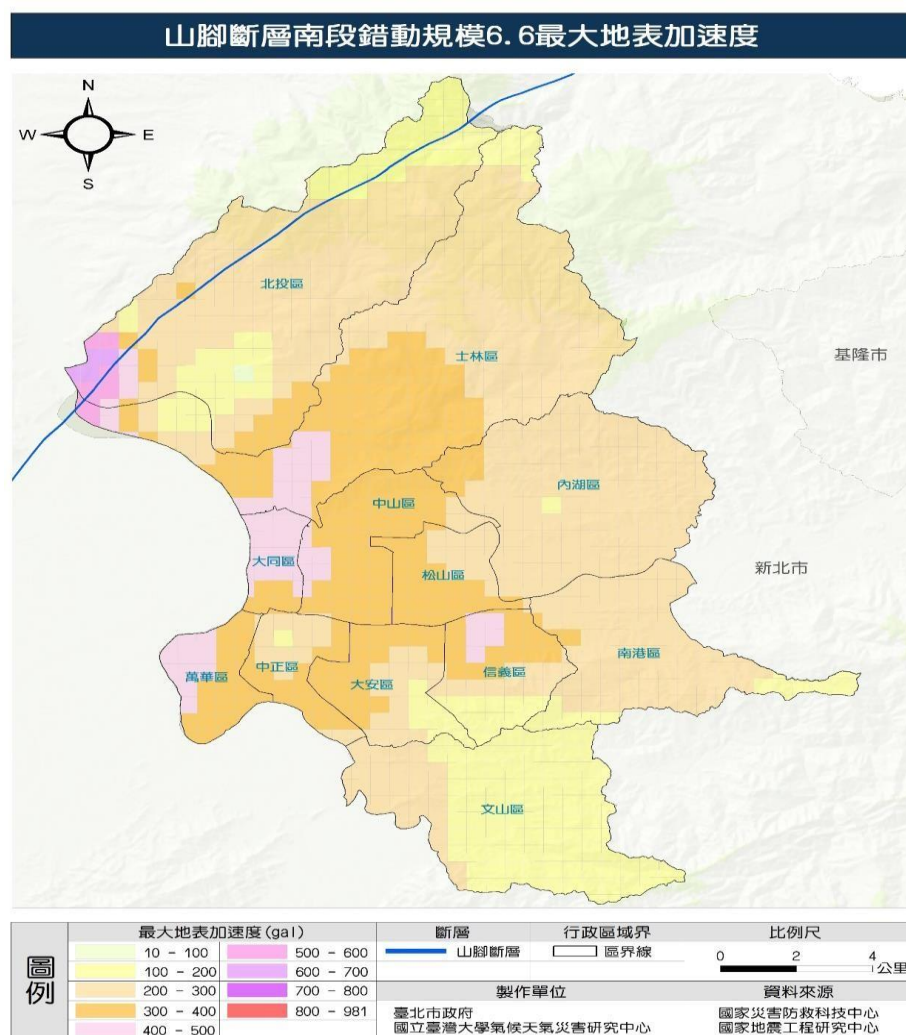 山腳斷層南段錯動規模6.6最大地表加速度
N
W
E
S
北投區
士林區
基隆市
內湖區
中山區
大同區
松山區
新北市
南港區
中正區
信義區
萬華區
大安區
文山區
圖例
最大地表加速度(gal)
10 - 100
100 - 200
200 - 300
300 - 400
400 - 500
500 - 600
600 - 700
700 - 800
800 - 981
斷層
山腳斷層
行政區域界
區界線
比例尺
0 2 4
公里
製作單位
臺北市政府
國立臺灣大學氣候天氣災害研究中心
資料來源
國家災害防救科技中心
國家地震工程研究中心